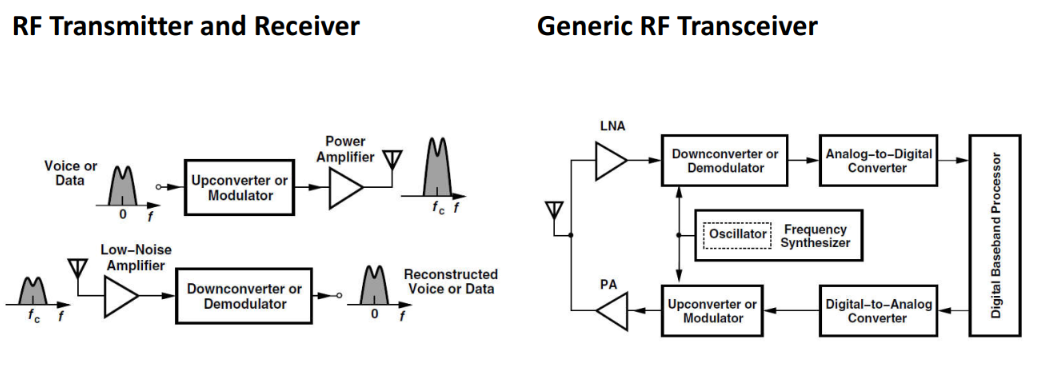 RF Transmitter and Receiver
Voice or
Data
0
f
Upconverter or
Modulator
Power
Amplifier
fc
f
Low−Noise
Amplifier
fc
f
Downconverter or
Demodulator
0
f
Reconstructed
Voice or Data
Generic RF Transceiver
LNA
Downconverter or
Demodulator
Analog−to−Digital
Converter
Oscillator
Frequency
Synthesizer
PA
Upconverter or
Modulator
Digital−to−Analog
Converter
Digital Baseband Processor